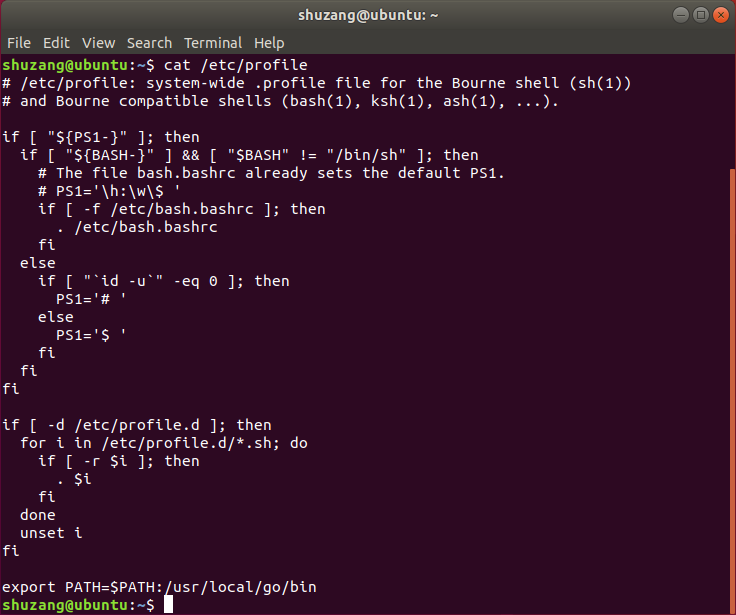 shuzang@ubuntu: ~
File Edit View Search Terminal Help
shuzang@ubuntu:~$ cat /etc/profile
# /etc/profile: system-wide .profile file for the Bourne shell (sh(1))
# and Bourne compatible shells (bash(1), ksh(1), ash(1), ...).

if [ "${PS1-}" ]; then
  if [ "${BASH-}" ] && [ "$BASH" != "/bin/sh" ]; then
    # The file bash.bashrc already sets the default PS1.
    # PS1='\h:\w\$ '
    if [ -f /etc/bash.bashrc ]; then
      . /etc/bash.bashrc
    fi
  else
    if [ "`id -u`" -eq 0 ]; then
      PS1='# '
    else
      PS1='$ '
    fi
  fi
fi

if [ -d /etc/profile.d ]; then
  for i in /etc/profile.d/*.sh; do
    if [ -r $i ]; then
      . $i
    fi
  done
  unset i
fi

export PATH=$PATH:/usr/local/go/bin
shuzang@ubuntu:~$